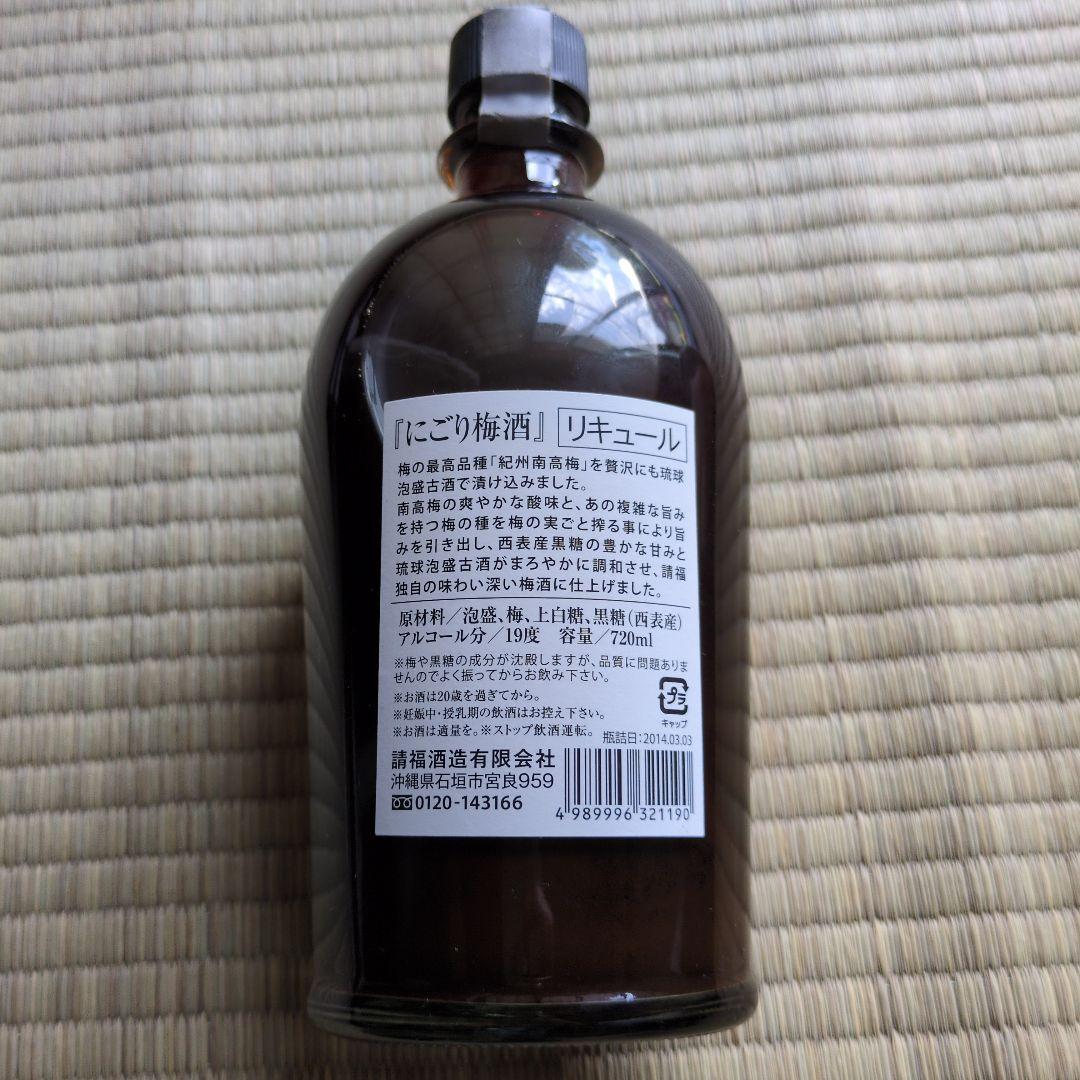 『にごり梅酒』 リキュール
梅の最高品種「紀州南高梅」を贅沢にも琉球
泡盛古酒で漬け込みました。
南高梅の爽やかな酸味と、あの複雑な旨み
を持つ梅の種を梅の実ごと搾る事により旨
みを引き出し、西表産黒糖の豊かな甘みと
琉球泡盛古酒がまろやかに調和させ、請福
独自の味わい深い梅酒に仕上げました。
原材料／泡盛、梅、上白糖、黒糖（西表産）
アルコール分／19度 容量／720ml
※梅や黒糖の成分が沈殿しますが、品質に問題ありま
せんのでよく振ってからお飲み下さい。
※お酒は20歳を過ぎてから。
※妊娠中・授乳期の飲酒はお控え下さい。
※お酒は適量を。※ストップ飲酒運転。
プラ
キャップ
瓶詰日：2014.03.03
請福酒造有限会社
沖縄県石垣市宮良959
0120-143166
4 989996 321190